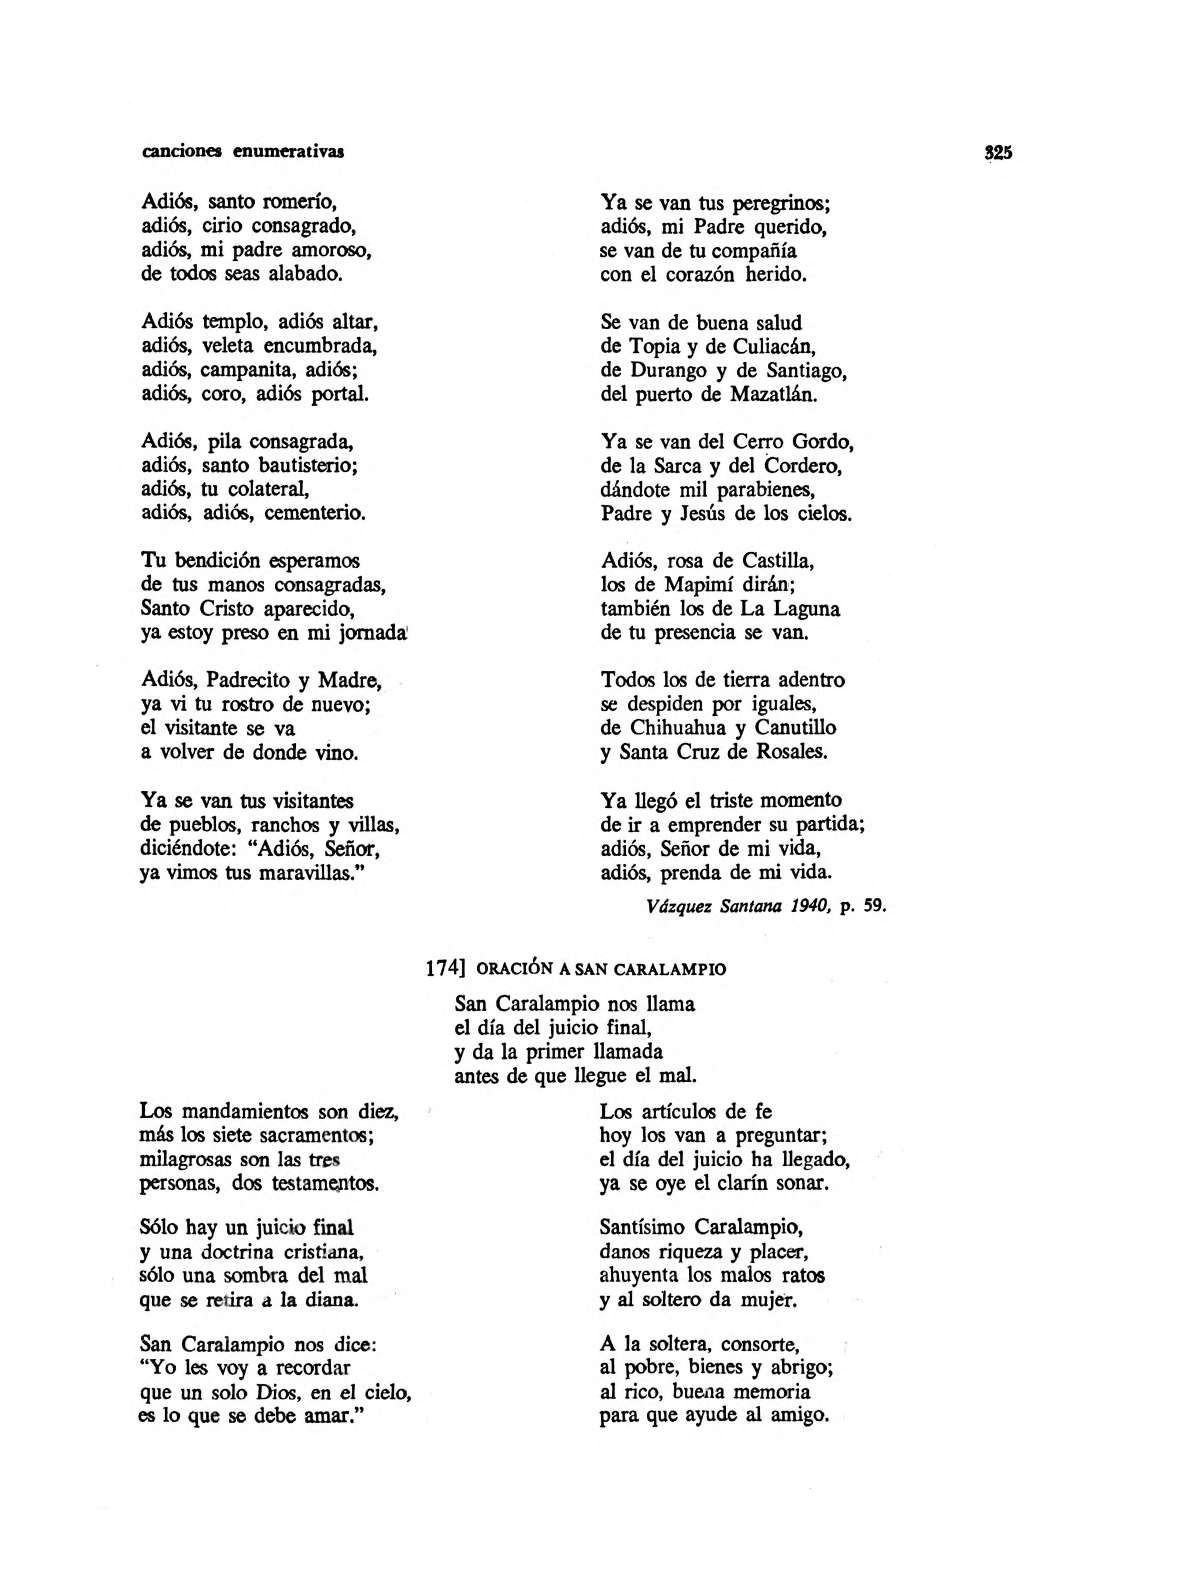 canciones enumerativas
325
Adiós, santo romerío,
adiós, cirio consagrado,
adiós, mi padre amoroso,
de todos seas alabado.
Adiós templo, adiós altar,
adiós, veleta encumbrada,
adiós, campanita, adiós;
adiós, coro, adiós portal.
Adiós, pila consagrada,
adiós, santo bautisterio;
adiós, tu colateral,
adiós, adiós, cementerio.
Tu bendición esperamos
de tus manos consagradas,
Santo Cristo aparecido,
ya estoy preso en mi jornada
Adiós, Padrecito y Madre,
ya vi tu rostro de nuevo;
el visitante se va
a volver de donde vino.
Ya se van tus visitantes
de pueblos, ranchos y villas,
diciéndote: “Adiós, Señor,
ya vimos tus maravillas.”
Ya se van tus peregrinos;
adiós, mi Padre querido,
se van de tu compañía
con el corazón herido.
Se van de buena salud
de Topia y de Culiacán,
de Durango y de Santiago,
del puerto de Mazatlán.
Ya se van del Cerro Gordo,
de la Sarca y del Cordero,
dándote mil parabienes,
Padre y Jesús de los cielos.
Adiós, rosa de Castilla,
los de Mapimí dirán;
también los de La Laguna
de tu presencia se van.
Todos los de tierra adentro
se despiden por iguales,
de Chihuahua y Canutillo
y Santa Cruz de Rosales.
Ya llegó el triste momento
de ir a emprender su partida;
adiós, Señor de mi vida,
adiós, prenda de mi vida.
Vázquez Santana 1940, p. 59.
174] ORACIÓN A SAN CARALAMPIO
San Caralampio nos llama
el día del juicio final,
y da la primer llamada
antes de que llegue el mal.
Los mandamientos son diez,
más los siete sacramentos;
milagrosas son las tres
personas, dos testamentos.
Sólo hay un juicio final
y una doctrina cristiana,
sólo una sombra del mal
que se retira a la diana.
San Caralampio nos dice:
“Yo les voy a recordar
que un solo Dios, en el cielo,
es lo que se debe amar.”
Los artículos de fe
hoy los van a preguntar;
el día del juicio ha llegado,
ya se oye el clarín sonar.
Santísimo Caralampio,
danos riqueza y placer,
ahuyenta los malos ratos
y al soltero da mujer.
A la soltera, consorte,
al pobre, bienes y abrigo;
al rico, buena memoria
para que ayude al amigo.